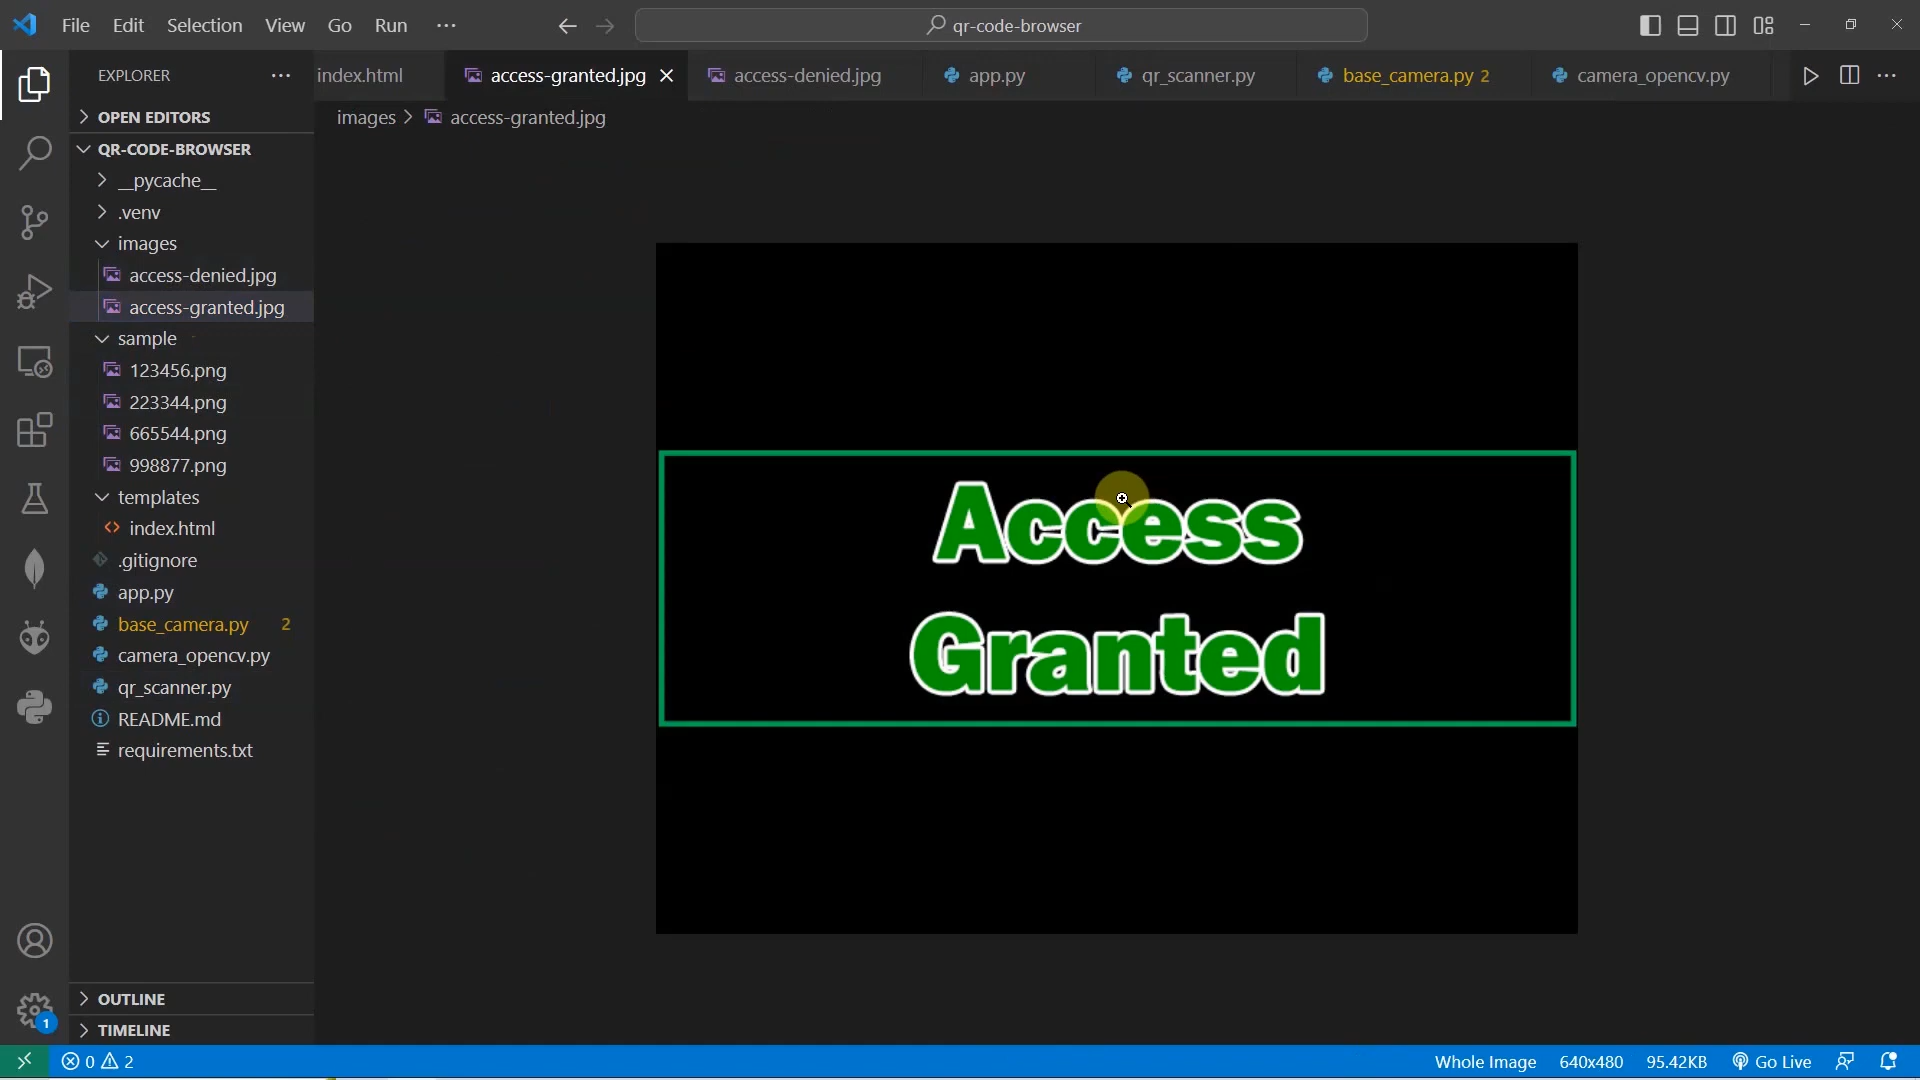 File Edit Selection View Go Run ···
qr-code-browser
EXPLORER ···
index.html access-granted.jpg access-denied.jpg app.py qr_scanner.py base_camera.py 2 camera_opencv.py ···
OPEN EDITORS
images > access-granted.jpg
QR-CODE-BROWSER
__pycache__
.venv
images
access-denied.jpg
access-granted.jpg
sample
123456.png
223344.png
665544.png
998877.png
templates
index.html
.gitignore
app.py
base_camera.py 2
camera_opencv.py
qr_scanner.py
README.md
requirements.txt
Access
Granted
OUTLINE
TIMELINE
1
0 2 Whole Image 640x480 95.42KB Go Live